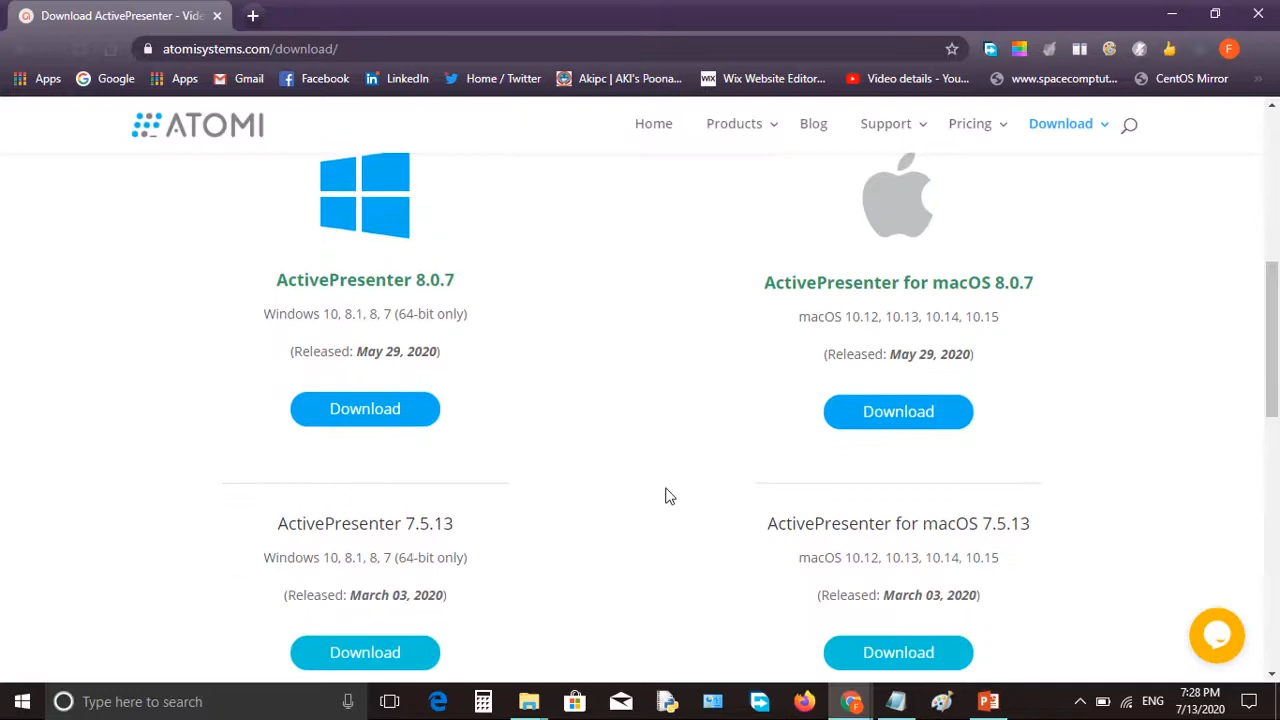 Download ActivePresenter - Vide
atomisystems.com/download/
Apps
Google
Apps
Gmail
Facebook
LinkedIn
Home / Twitter
Akipc | AKI's Poona...
WIX
Wix Website Editor...
Video details - You...
www.spacecomptut...
CentOS Mirror
F
ATOMI
Home
Products
Blog
Support
Pricing
Download
ActivePresenter 8.0.7
Windows 10, 8.1, 8, 7 (64-bit only)
(Released: May 29, 2020)
Download
ActivePresenter for macOS 8.0.7
macOS 10.12, 10.13, 10.14, 10.15
(Released: May 29, 2020)
Download
ActivePresenter 7.5.13
Windows 10, 8.1, 8, 7 (64-bit only)
(Released: March 03, 2020)
Download
ActivePresenter for macOS 7.5.13
macOS 10.12, 10.13, 10.14, 10.15
(Released: March 03, 2020)
Download
Type here to search
ENG
7:28 PM
7/13/2020